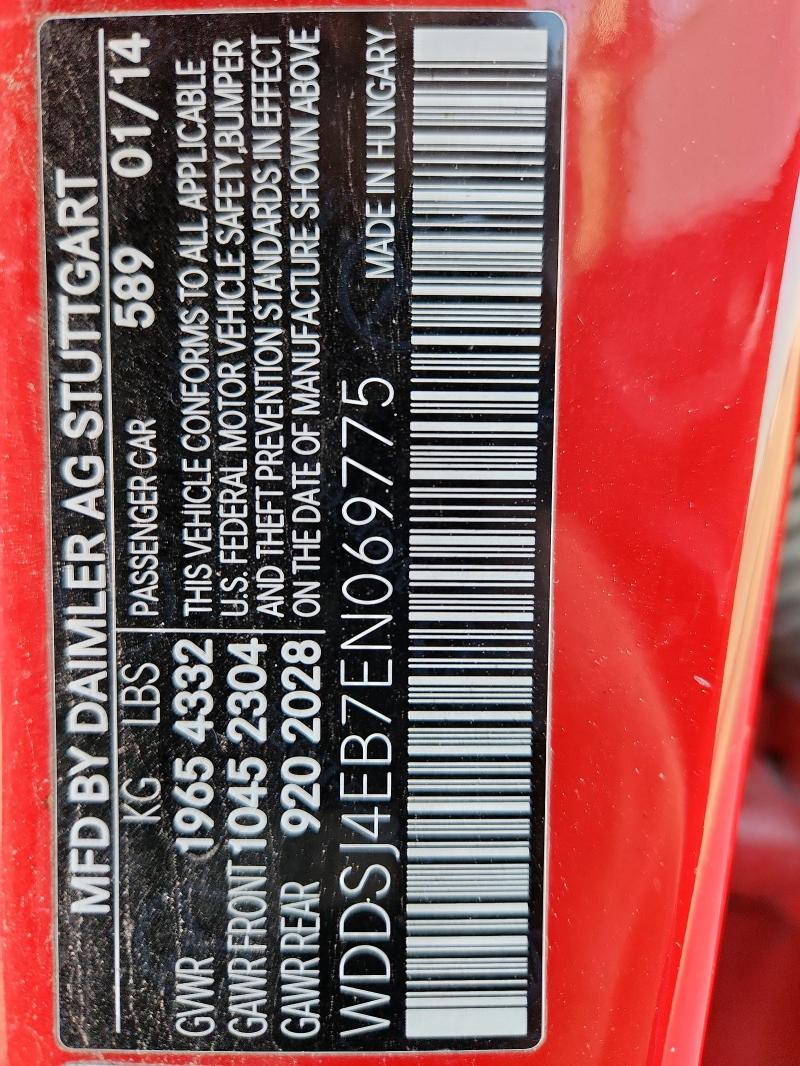 MFD BY DAIMLER AG STUTTGART
KG LBS PASSENGER CAR 589 01/14
GVWR 1965 4332 THIS VEHICLE CONFORMS TO ALL APPLICABLE
GAWR FRONT 1045 2304 U.S. FEDERAL MOTOR VEHICLE SAFETY,BUMPER
GAWR REAR 920 2028 AND THEFT PREVENTION STANDARDS IN EFFECT
ON THE DATE OF MANUFACTURE SHOWN ABOVE
WDDSJ4EB7EN069775 MADE IN HUNGARY